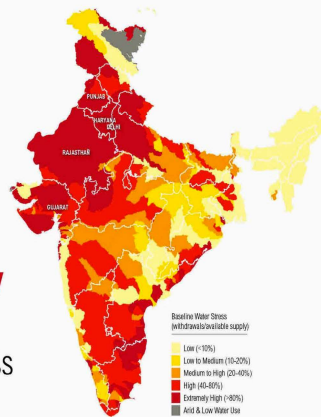 PUNJAB
HARYANA
DELHI
RAJASTHAN
GUJARAT
Baseline Water Stress
(withdrawals/available supply)
Low (<10%)
Low to Medium (10-20%)
Medium to High (20-40%)
High (40-80%)
Extremely High (>80%)
Arid & Low Water Use